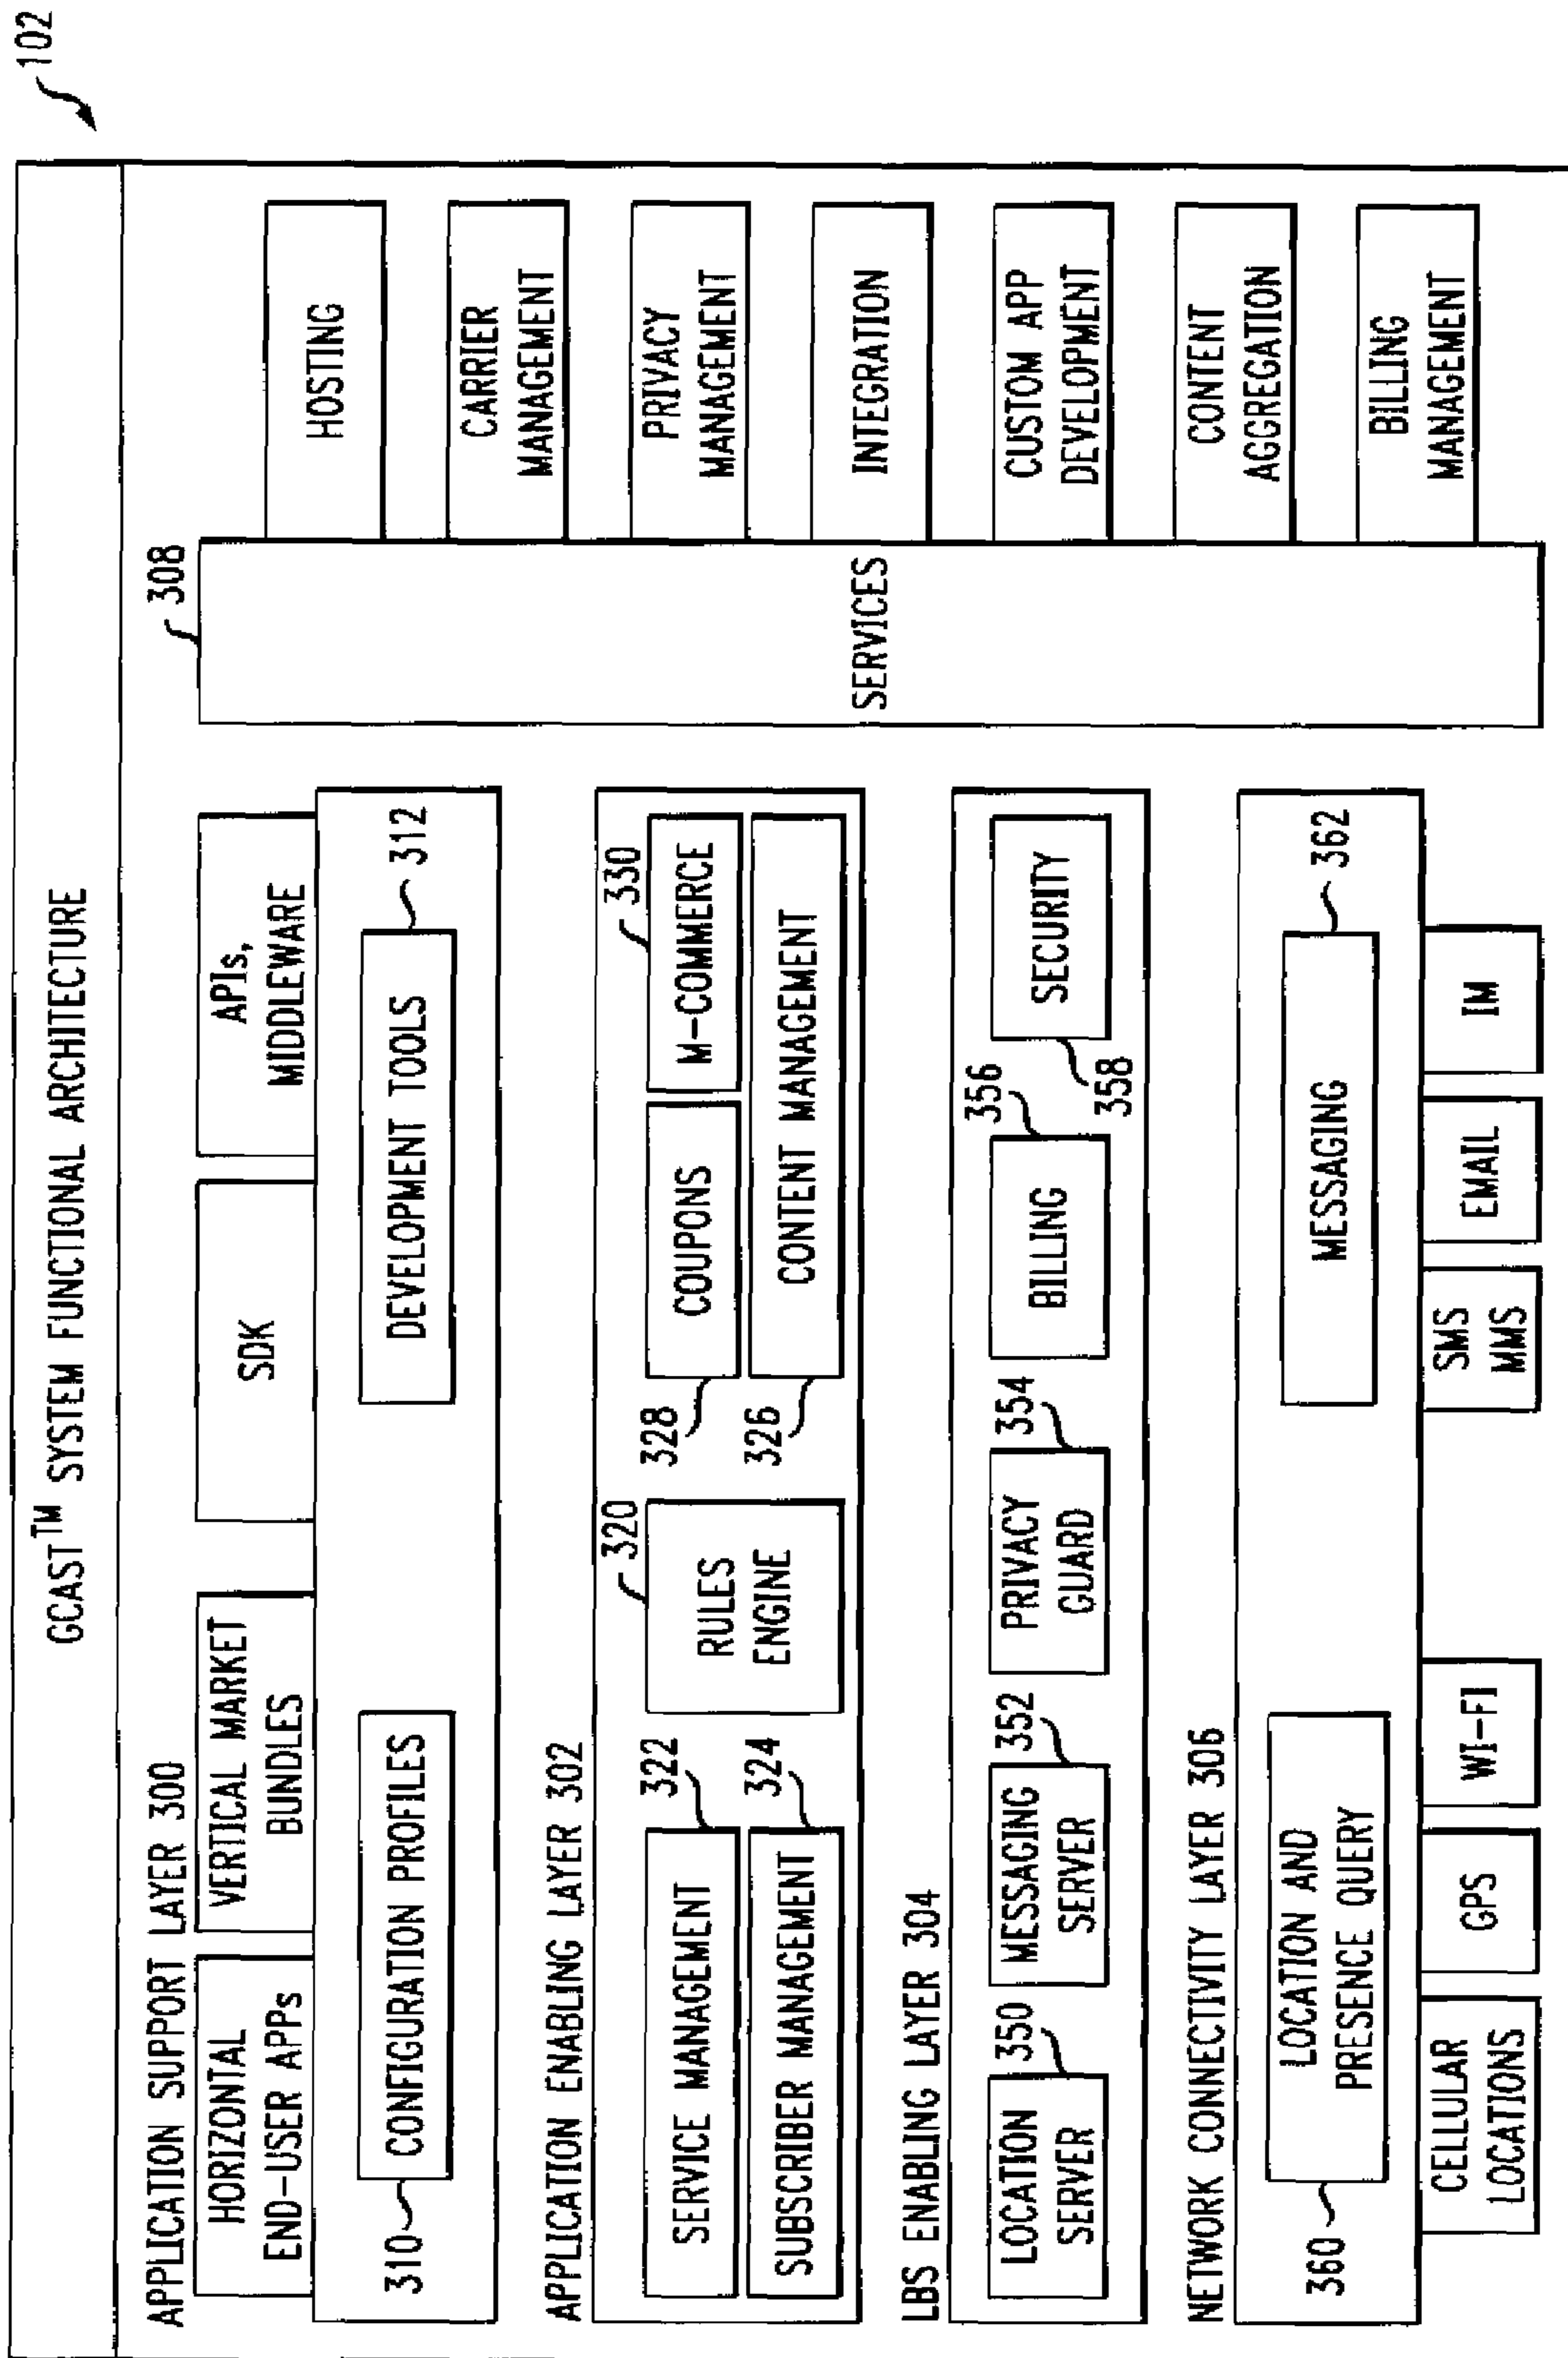 102
GCAST™ SYSTEM FUNCTIONAL ARCHITECTURE
APPLICATION SUPPORT LAYER 300
HORIZONTAL
END-USER APPs
VERTICAL MARKET
BUNDLES
SDK
APIs,
MIDDLEWARE
310
CONFIGURATION PROFILES
DEVELOPMENT TOOLS
312
APPLICATION ENABLING LAYER 302
SERVICE MANAGEMENT
322
SUBSCRIBER MANAGEMENT
324
320
RULES
ENGINE
328
COUPONS
330
M-COMMERCE
326
CONTENT MANAGEMENT
LBS ENABLING LAYER 304
LOCATION
SERVER
350
MESSAGING
SERVER
352
PRIVACY
GUARD
354
BILLING
356
SECURITY
358
NETWORK CONNECTIVITY LAYER 306
360
LOCATION AND
PRESENCE QUERY
MESSAGING
362
CELLULAR
LOCATIONS
GPS
WI-FI
SMS
MMS
EMAIL
IM
308
SERVICES
HOSTING
CARRIER
MANAGEMENT
PRIVACY
MANAGEMENT
INTEGRATION
CUSTOM APP
DEVELOPMENT
CONTENT
AGGREGATION
BILLING
MANAGEMENT